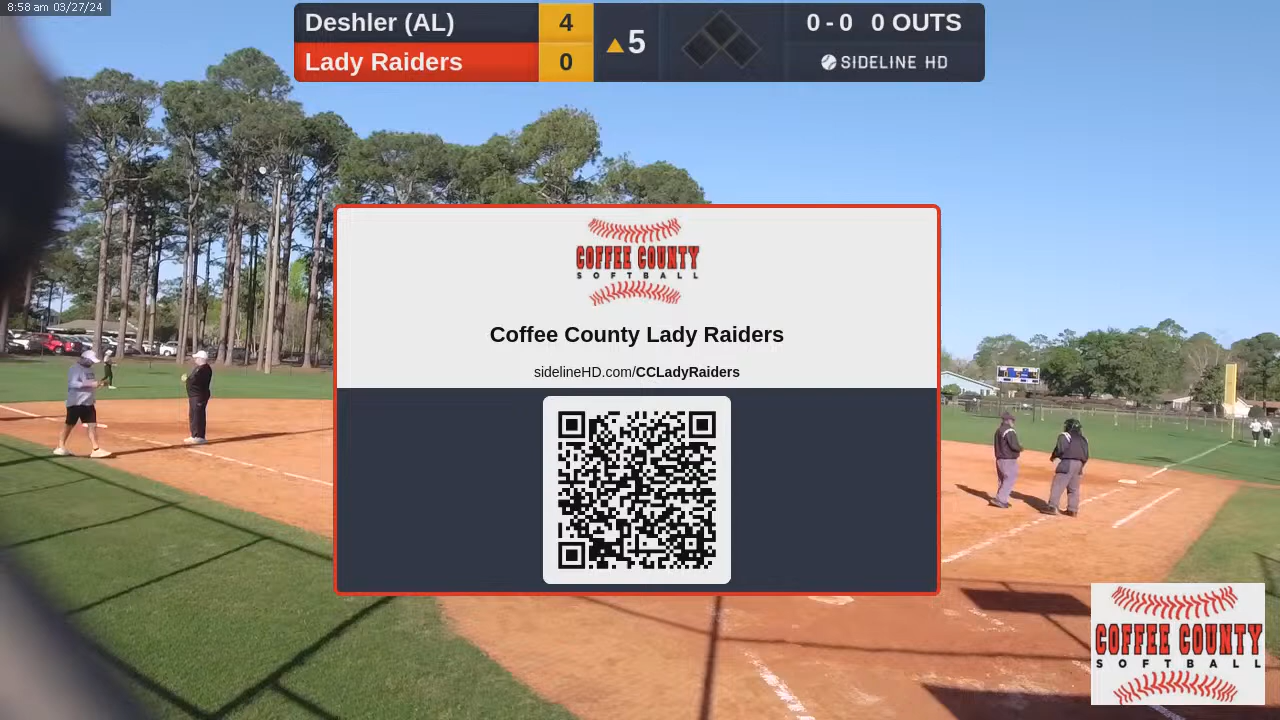 8:58 am 03/27/24
Deshler (AL) 4
Lady Raiders 0
▲5
0 - 0 0 OUTS
SIDELINE HD
COFFEE COUNTY
SOFTBALL
Coffee County Lady Raiders
sidelineHD.com/CCLadyRaiders
COFFEE COUNTY
SOFTBALL